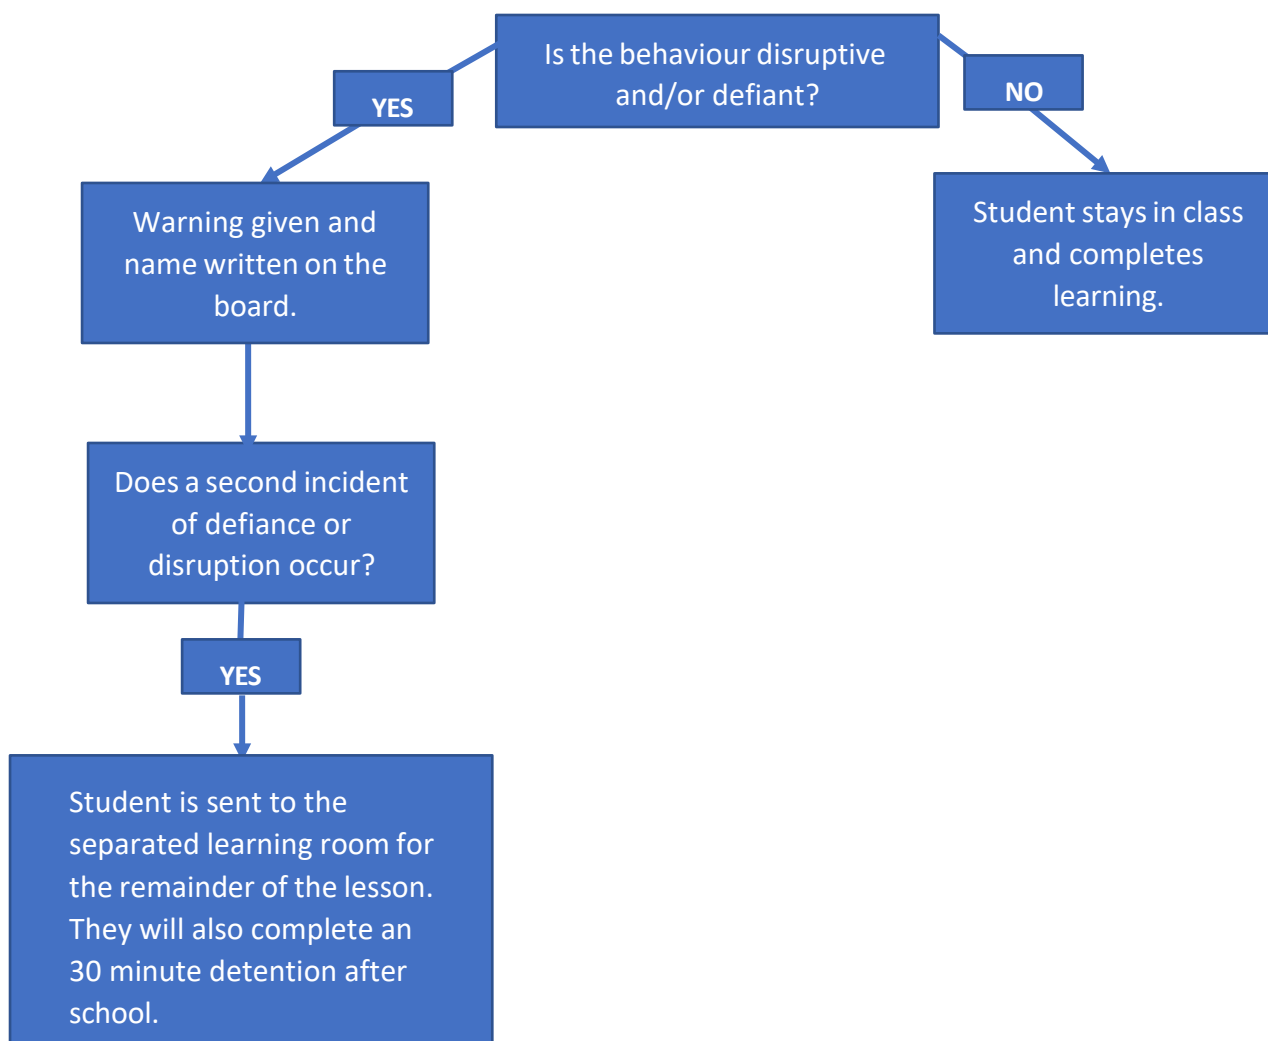 Is the behaviour disruptive
and/or defiant?
YES
NO
Warning given and
name written on the
board.
Student stays in class
and completes
learning.
Does a second incident
of defiance or
disruption occur?
YES
Student is sent to the
separated learning room for
the remainder of the lesson.
They will also complete an
30 minute detention after
school.